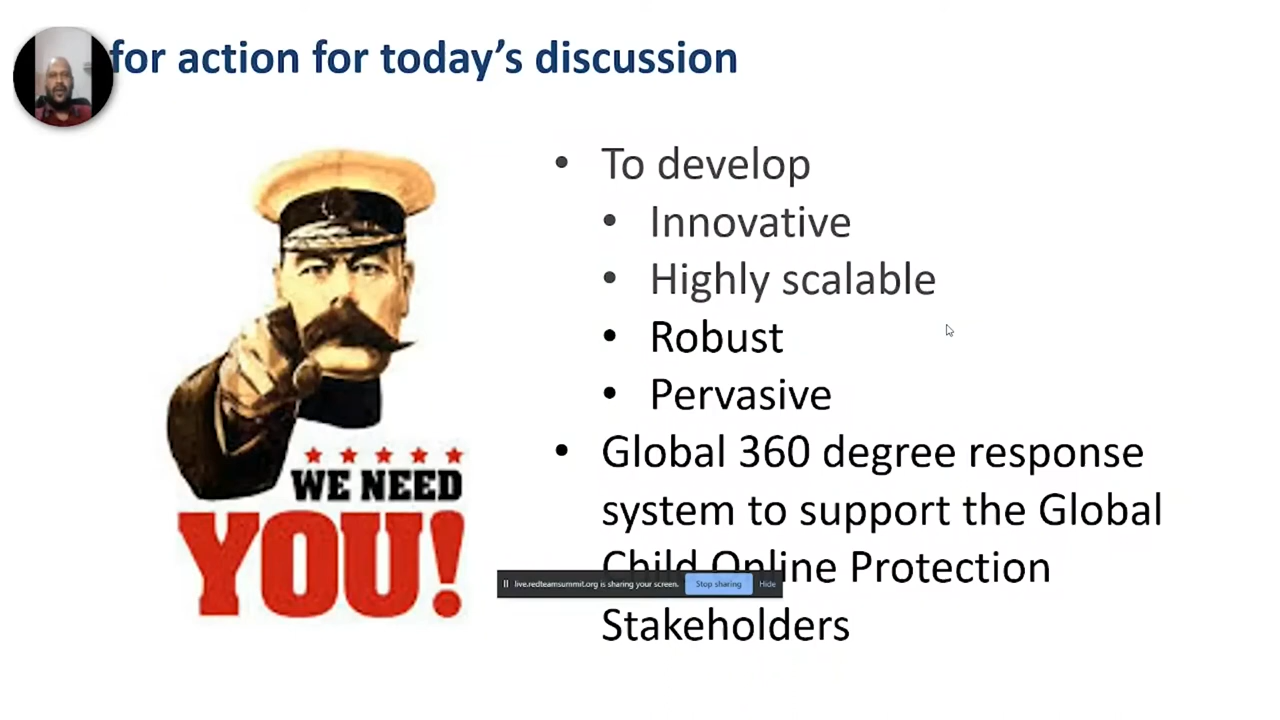 for action for today's discussion
• To develop
• Innovative
• Highly scalable
• Robust
• Pervasive
• Global 360 degree response
system to support the Global
Child Online Protection
Stakeholders
WE NEED
YOU!
live.redteamsummit.org is sharing your screen. Stop sharing Hide